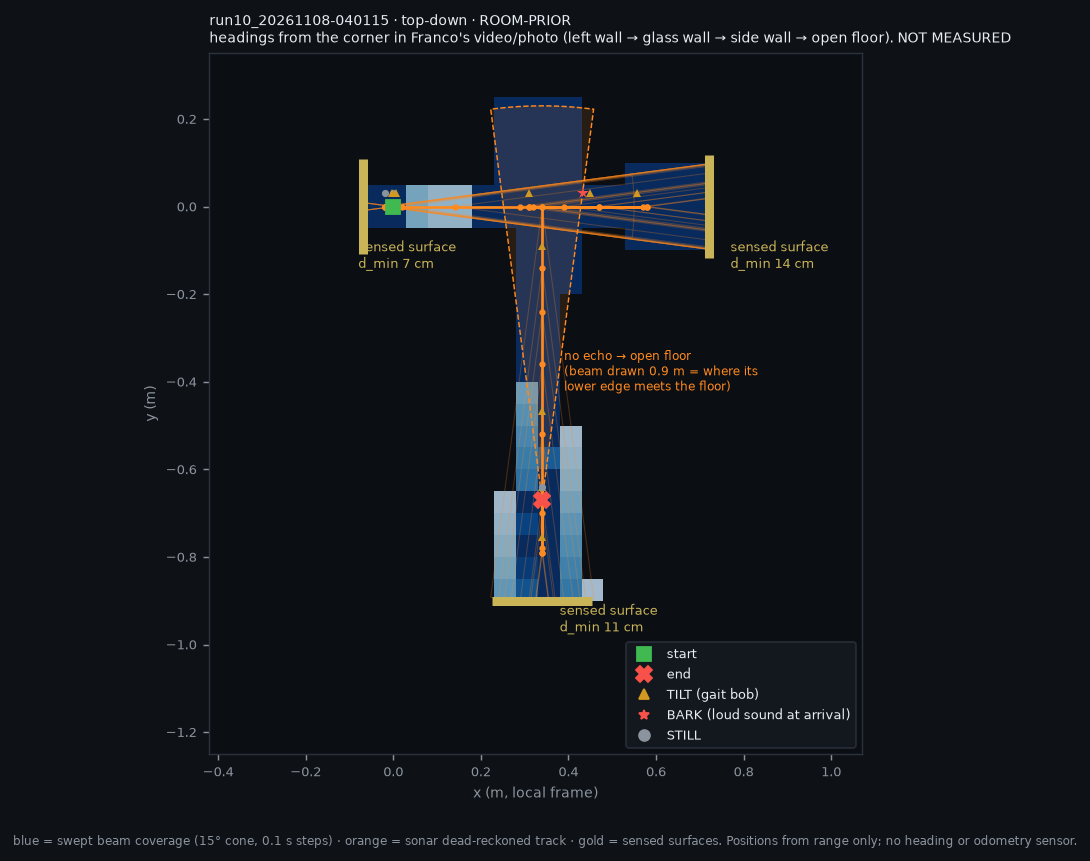 run10_20261108-040115 · top-down · ROOM-PRIOR
headings from the corner in Franco's video/photo (left wall → glass wall → side wall → open floor). NOT MEASURED
0.2
0.0
−0.2
−0.4
−0.6
−0.8
−1.0
−1.2
y (m)
sensed surface
d_min 7 cm
sensed surface
d_min 14 cm
no echo → open floor
(beam drawn 0.9 m = where its
lower edge meets the floor)
sensed surface
d_min 11 cm
start
end
TILT (gait bob)
BARK (loud sound at arrival)
STILL
−0.4
−0.2
0.0
0.2
0.4
0.6
0.8
1.0
x (m, local frame)
blue = swept beam coverage (15° cone, 0.1 s steps) · orange = sonar dead-reckoned track · gold = sensed surfaces. Positions from range only; no heading or odometry sensor.